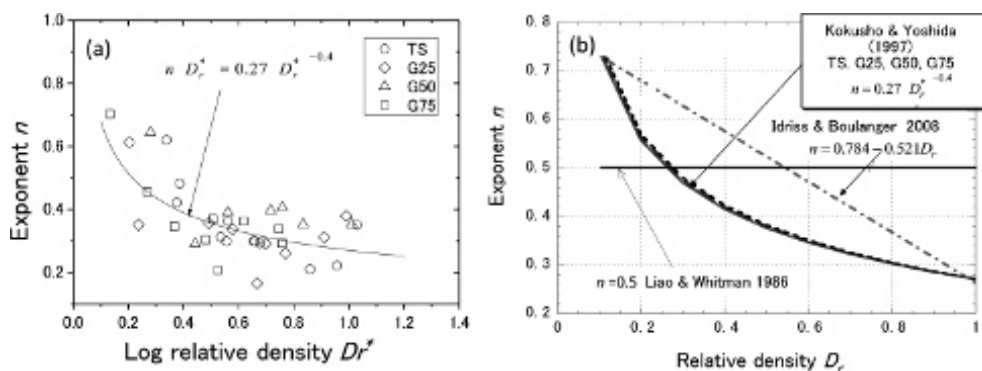 (a)
n Dr* = 0.27 Dr* -0.4
TS
G25
G50
G75
Exponent n
1.0
0.8
0.6
0.4
0.2
0.0 0.2 0.4 0.6 0.8 1.0 1.2 1.4
Log relative density Dr*
(b)
Kokusho & Yoshida
(1997)
TS. G25, G50, G75
n = 0.27 Dr* -0.4
Idriss & Boulanger 2008
n = 0.784 - 0.521Dr
n = 0.5 Liao & Whitman 1986
Exponent n
0.8
0.7
0.6
0.5
0.4
0.3
0.2
0 0.2 0.4 0.6 0.8 1
Relative density Dr